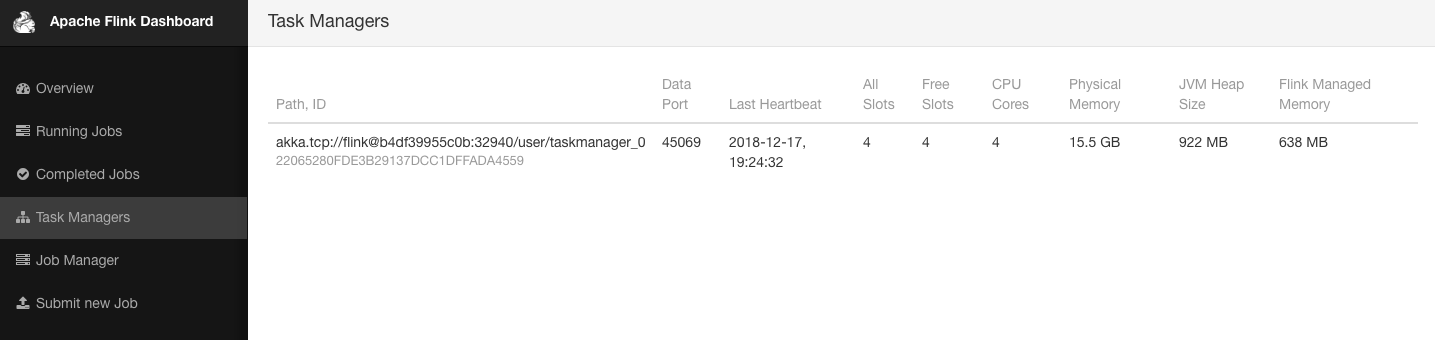 Apache Flink Dashboard
Task Managers
Overview
Running Jobs
Completed Jobs
Task Managers
Job Manager
Submit new Job
Path, ID
Data Port
Last Heartbeat
All Slots
Free Slots
CPU Cores
Physical Memory
JVM Heap Size
Flink Managed Memory
akka.tcp://flink@b4df39955c0b:32940/user/taskmanager_0
22065280FDE3B29137DCC1DFFADA4559
45069
2018-12-17,
19:24:32
4
4
4
15.5 GB
922 MB
638 MB